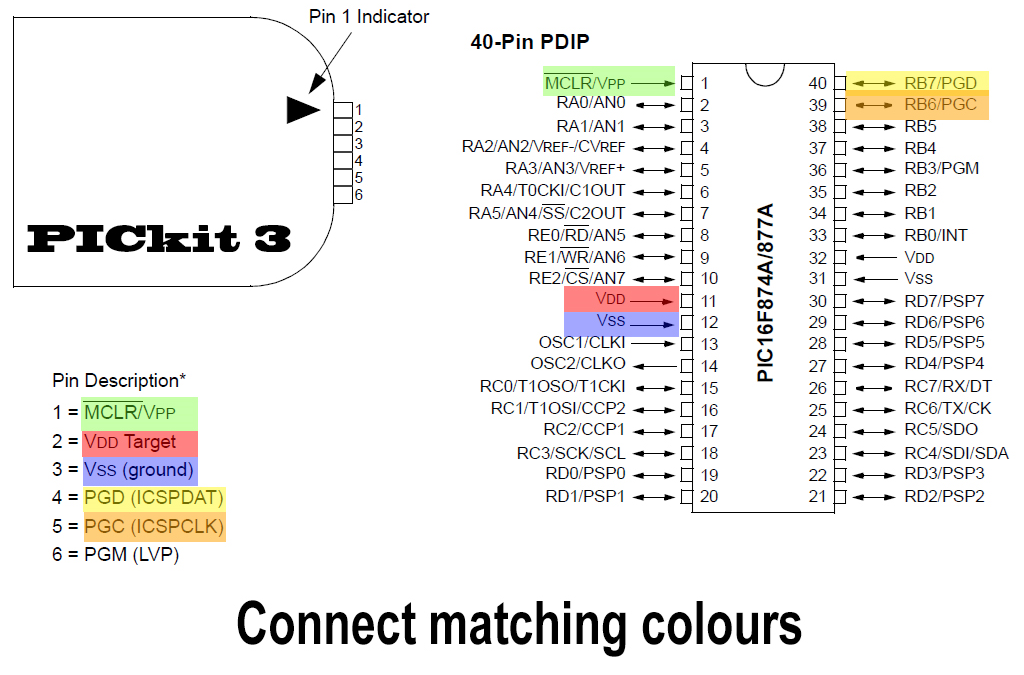 Pin 1 Indicator
1
2
3
4
5
6
PICkit 3
Pin Description*
1 = MCLR/VPP
2 = VDD Target
3 = VSS (ground)
4 = PGD (ICSPDAT)
5 = PGC (ICSPCLK)
6 = PGM (LVP)
40-Pin PDIP
MCLR/VPP 1 40 RB7/PGD
RA0/AN0 2 39 RB6/PGC
RA1/AN1 3 38 RB5
RA2/AN2/VREF-/CVREF 4 37 RB4
RA3/AN3/VREF+ 5 36 RB3/PGM
RA4/T0CKI/C1OUT 6 35 RB2
RA5/AN4/SS/C2OUT 7 34 RB1
RE0/RD/AN5 8 33 RB0/INT
RE1/WR/AN6 9 32 VDD
RE2/CS/AN7 10 31 VSS
VDD 11 30 RD7/PSP7
VSS 12 29 RD6/PSP6
OSC1/CLKI 13 28 RD5/PSP5
OSC2/CLKO 14 27 RD4/PSP4
RC0/T1OSO/T1CKI 15 26 RC7/RX/DT
RC1/T1OSI/CCP2 16 25 RC6/TX/CK
RC2/CCP1 17 24 RC5/SDO
RC3/SCK/SCL 18 23 RC4/SDI/SDA
RD0/PSP0 19 22 RD3/PSP3
RD1/PSP1 20 21 RD2/PSP2
PIC16F874A/877A
Connect matching colours